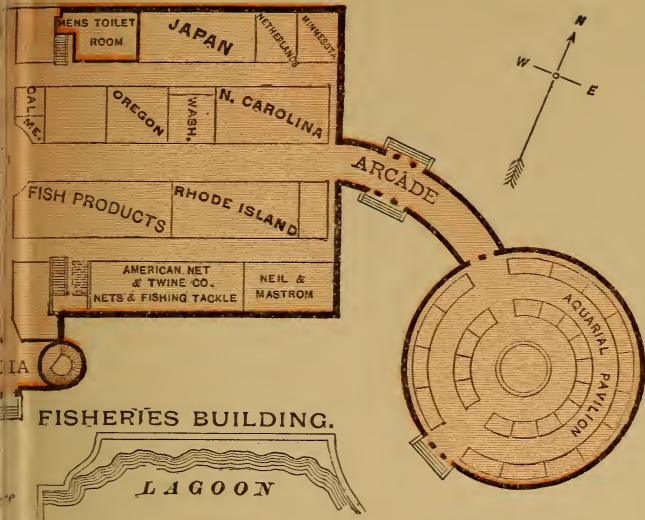 MENS TOILET
ROOM
JAPAN
NETHERLANDS
MINNESOTA
N
W
E
CAL.
ME.
OREGON
WASH.
N. CAROLINA
ARCADE
FISH PRODUCTS
RHODE ISLAND
AMERICAN NET
& TWINE CO.
NETS & FISHING TACKLE
NEIL &
MASTROM
AQUARIAL PAVILION
IA
FISHERIES BUILDING.
LAGOON